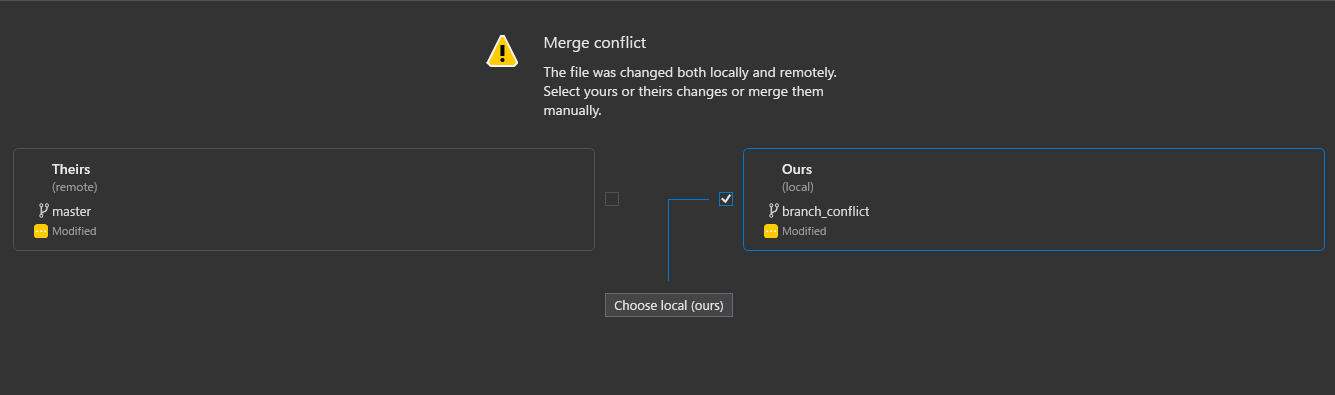 Merge conflict
The file was changed both locally and remotely.
Select yours or theirs changes or merge them
manually.
Theirs
(remote)
master
Modified
Ours
(local)
branch_conflict
Modified
Choose local (ours)